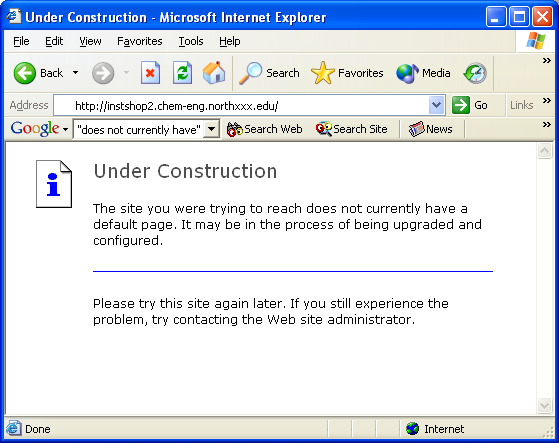 Under Construction - Microsoft Internet Explorer
File Edit View Favorites Tools Help
Back Search Favorites Media
Address http://instshop2.chem-eng.northxxx.edu/ Go Links »
Google "does not currently have" Search Web Search Site News »
Under Construction
The site you were trying to reach does not currently have a
default page. It may be in the process of being upgraded and
configured.
Please try this site again later. If you still experience the
problem, try contacting the Web site administrator.
Done Internet